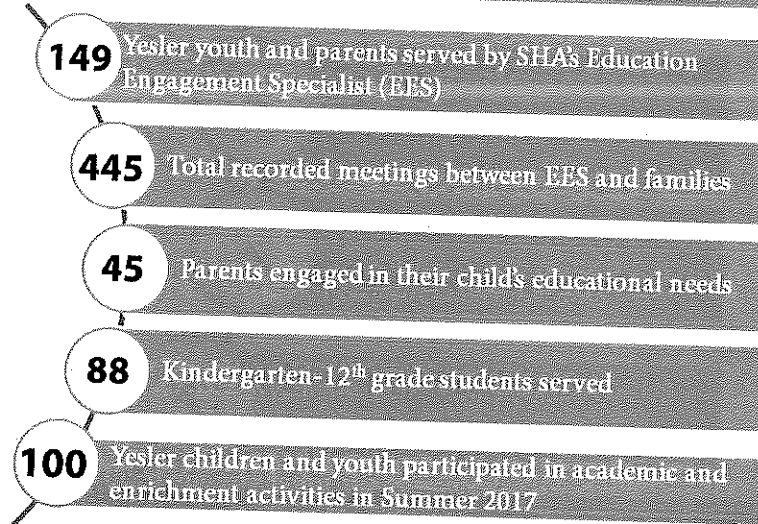 149 Yesler youth and parents served by SHA's Education
Engagement Specialist (EES)
445 Total recorded meetings between EES and families
45 Parents engaged in their child's educational needs
88 Kindergarten-12th grade students served
100 Yesler children and youth participated in academic and
enrichment activities in Summer 2017